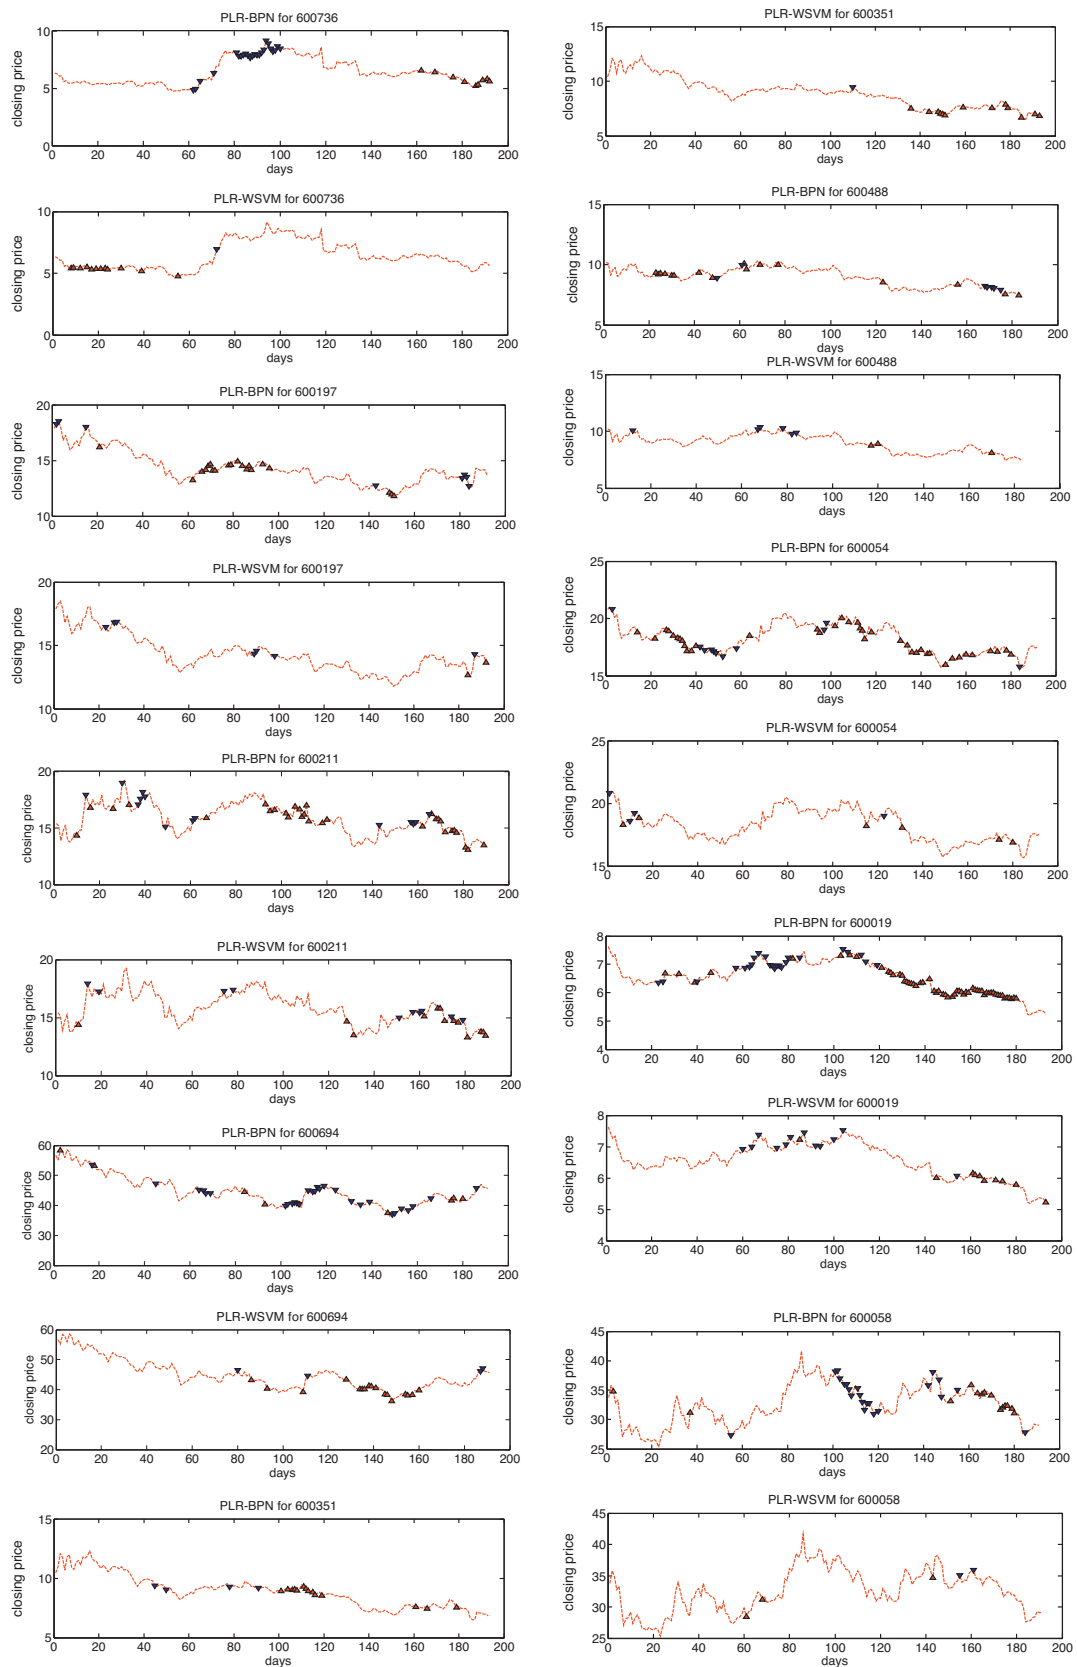 PLR-BPN for 600736
10
5
0
closing price
0 20 40 60 80 100 120 140 160 180 200
days
PLR-WSVM for 600736
10
5
0
closing price
0 20 40 60 80 100 120 140 160 180 200
days
PLR-BPN for 600197
20
15
10
closing price
0 20 40 60 80 100 120 140 160 180 200
days
PLR-WSVM for 600197
20
15
10
closing price
0 20 40 60 80 100 120 140 160 180 200
days
PLR-BPN for 600211
20
15
10
closing price
0 20 40 60 80 100 120 140 160 180 200
days
PLR-WSVM for 600211
20
15
10
closing price
0 20 40 60 80 100 120 140 160 180 200
days
PLR-BPN for 600694
60
50
40
20
closing price
0 20 40 60 80 100 120 140 160 180 200
days
PLR-WSVM for 600694
60
50
40
30
20
closing price
0 20 40 60 80 100 120 140 160 180 200
days
PLR-BPN for 600351
15
10
5
closing price
0 20 40 60 80 100 120 140 160 180 200
days
PLR-WSVM for 600351
15
10
5
closing price
0 20 40 60 80 100 120 140 160 180 200
days
PLR-BPN for 600488
15
10
5
closing price
0 20 40 60 80 100 120 140 160 180 200
days
PLR-WSVM for 600488
15
10
5
closing price
0 20 40 60 80 100 120 140 160 180 200
days
PLR-BPN for 600054
25
20
15
closing price
0 20 40 60 80 100 120 140 160 180 200
days
PLR-WSVM for 600054
25
20
15
closing price
0 20 40 60 80 100 120 140 160 180 200
days
PLR-BPN for 600019
8
7
6
5
4
closing price
0 20 40 60 80 100 120 140 160 180 200
days
PLR-WSVM for 600019
8
7
6
5
4
closing price
0 20 40 60 80 100 120 140 160 180 200
days
PLR-BPN for 600058
45
40
35
30
25
closing price
0 20 40 60 80 100 120 140 160 180 200
days
PLR-WSVM for 600058
45
40
35
30
25
closing price
0 20 40 60 80 100 120 140 160 180 200
days